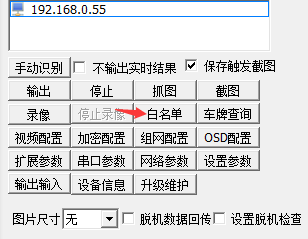 192.168.0.55
手动识别 不输出实时结果 保存触发截图
输出 停止 抓图 截图
录像 停止录像 白名单 车牌查询
视频配置 加密配置 组网配置 OSD配置
扩展参数 串口参数 网络参数 设置参数
输出输入 设备信息 升级维护
图片尺寸 无 脱机数据回传 设置脱机检查